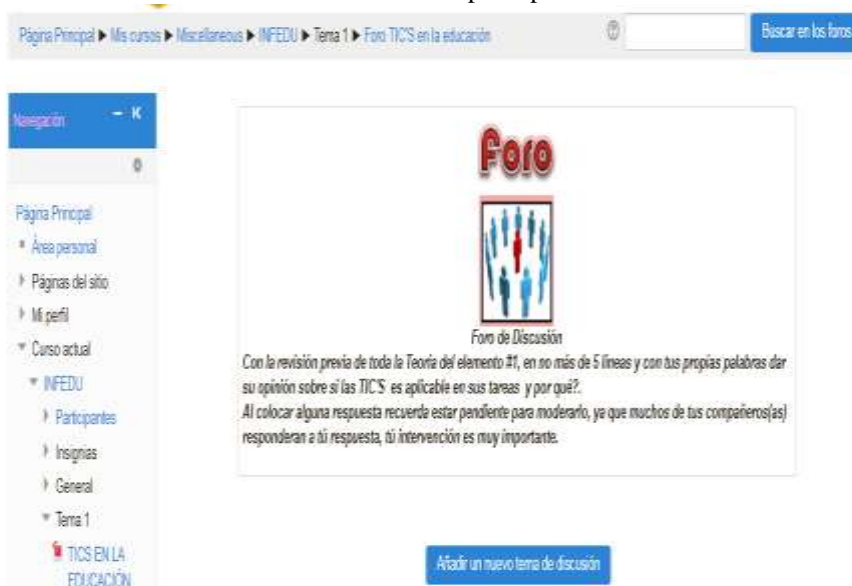 Página Principal ▶ Mis cursos ▶ Miscellaneous ▶ INFEDU ▶ Tema 1 ▶ Foro TIC'S en la educación
Buscar en los foros
Navegación
Página Principal
Área personal
Páginas del sitio
Mi perfil
Curso actual
INFEDU
Participantes
Insignias
General
Tema 1
TICS EN LA
EDUCACIÓN
Foro
Foro de Discusión
Con la revisión previa de toda la Teoria del elemento #1, en no más de 5 lineas y con tus propias palabras dar
su opinión sobre si las TIC'S es aplicable en sus tareas y por qué?.
Al colocar alguna respuesta recuerda estar pendiente para moderarlo, ya que muchos de tus compañeros(as)
responderan a tú respuesta, tú intervención es muy importante.
Añadir un nuevo tema de discusión